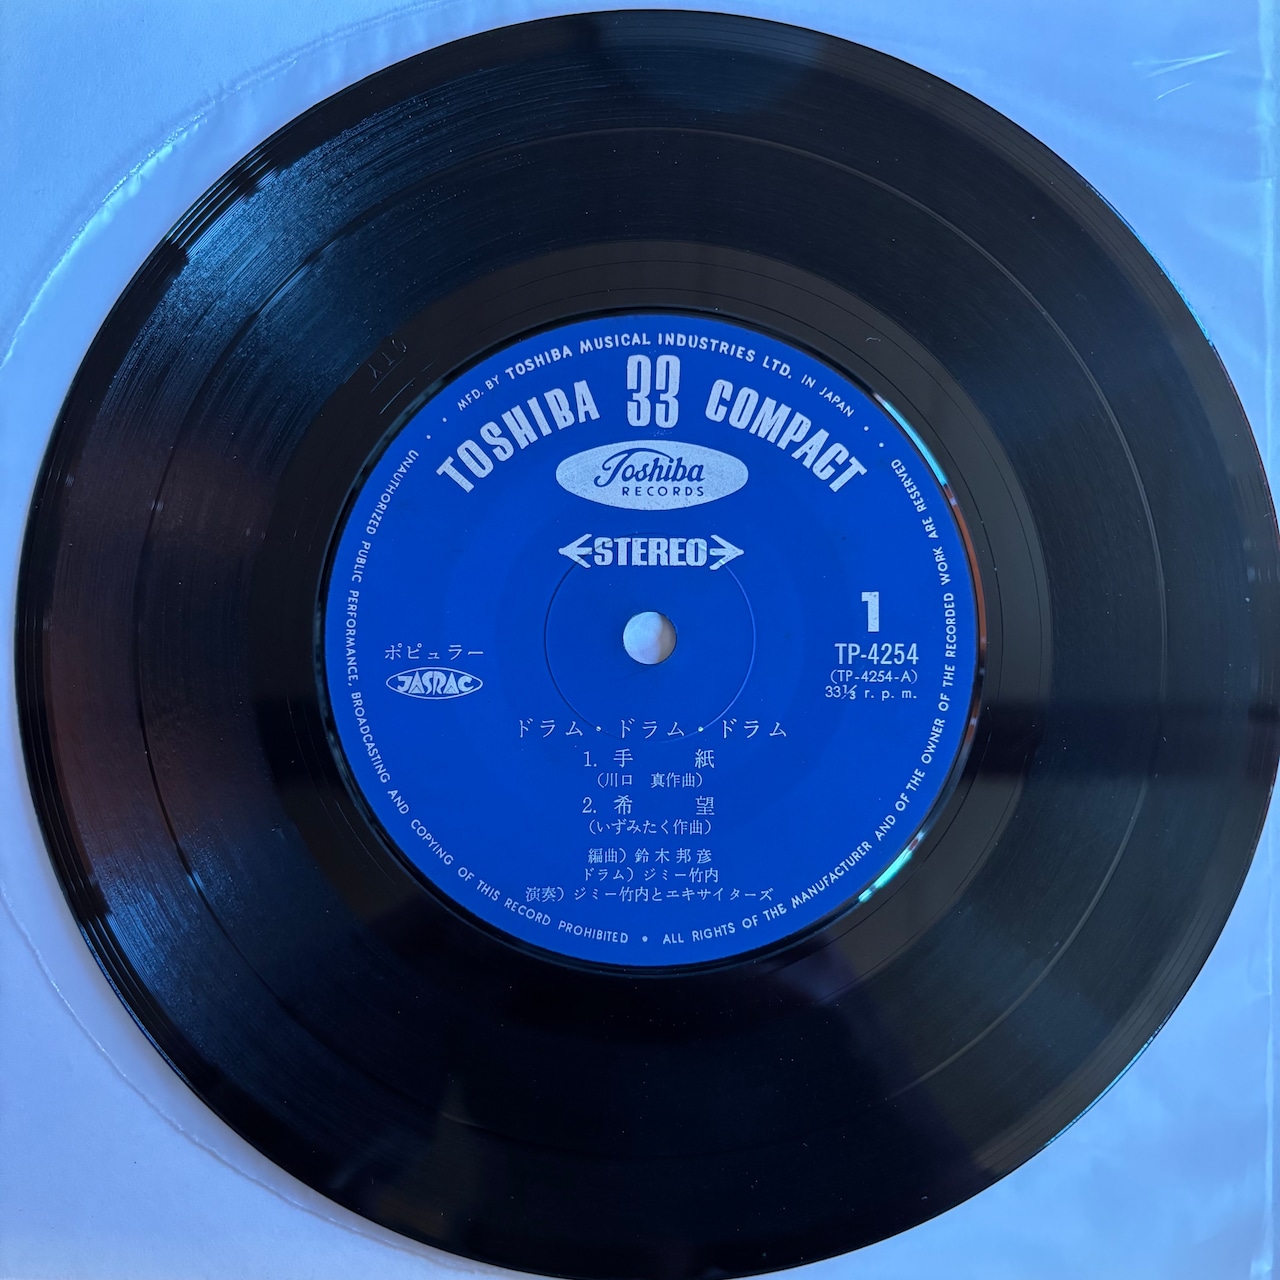 MFD. BY TOSHIBA MUSICAL INDUSTRIES LTD. IN JAPAN
TOSHIBA 33 COMPACT
Toshiba
RECORDS
STEREO
1
TP-4254
(TP-4254-A)
33⅓ r. p. m.
ポピュラー
JASRAC
ドラム・ドラム・ドラム
1. 手 紙
(川口 真作曲)
2. 希 望
(いずみたく作曲)
編曲) 鈴木邦彦
ドラム) ジミー竹内
演奏) ジミー竹内とエキサイターズ
UNAUTHORIZED PUBLIC PERFORMANCE, BROADCASTING AND COPYING OF THIS RECORD PROHIBITED • ALL RIGHTS OF THE MANUFACTURER AND OF THE OWNER OF THE RECORDED WORK ARE RESERVED